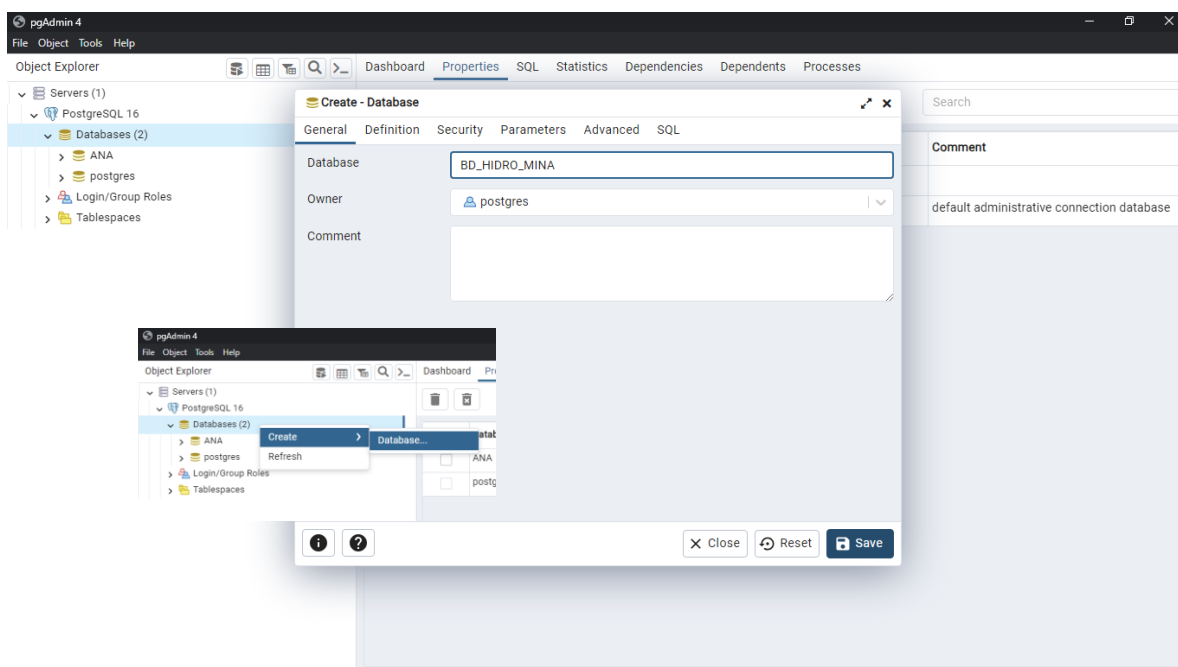 pgAdmin 4
File Object Tools Help
Object Explorer
Dashboard Properties SQL Statistics Dependencies Dependents Processes
Servers (1)
PostgreSQL 16
Databases (2)
ANA
postgres
Login/Group Roles
Tablespaces
Search
Comment
default administrative connection database
Create - Database
General Definition Security Parameters Advanced SQL
Database BD_HIDRO_MINA
Owner postgres
Comment
Close Reset Save
pgAdmin 4
File Object Tools Help
Object Explorer Dashboard Pr
Servers (1)
PostgreSQL 16
Databases (2)
ANA
postgres
Login/Group Roles
Tablespaces
Create Database...
Refresh
atab
ANA
postg